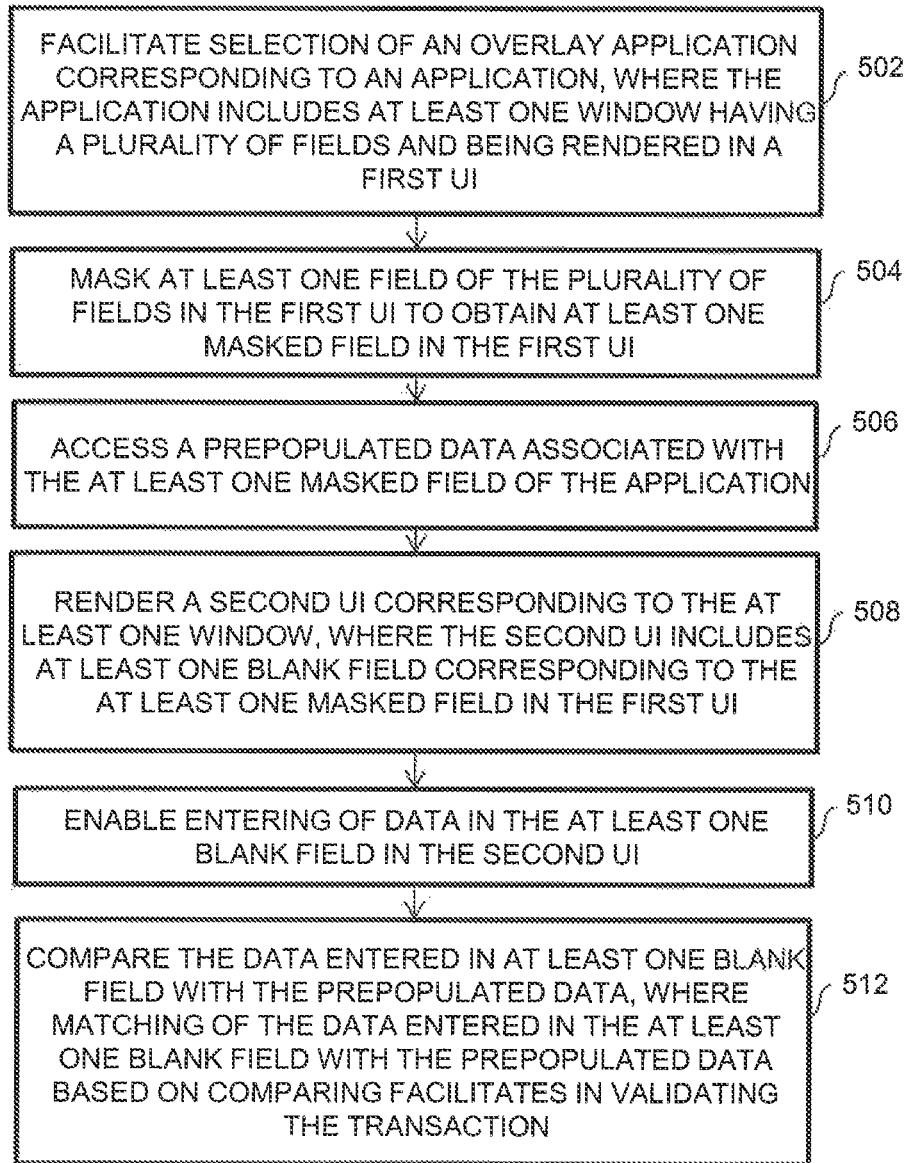 FACILITATE SELECTION OF AN OVERLAY APPLICATION
CORRESPONDING TO AN APPLICATION, WHERE THE
APPLICATION INCLUDES AT LEAST ONE WINDOW HAVING
A PLURALITY OF FIELDS AND BEING RENDERED IN A
FIRST UI
502
MASK AT LEAST ONE FIELD OF THE PLURALITY OF
FIELDS IN THE FIRST UI TO OBTAIN AT LEAST ONE
MASKED FIELD IN THE FIRST UI
504
ACCESS A PREPOPULATED DATA ASSOCIATED WITH
THE AT LEAST ONE MASKED FIELD OF THE APPLICATION
506
RENDER A SECOND UI CORRESPONDING TO THE AT
LEAST ONE WINDOW, WHERE THE SECOND UI INCLUDES
AT LEAST ONE BLANK FIELD CORRESPONDING TO THE
AT LEAST ONE MASKED FIELD IN THE FIRST UI
508
ENABLE ENTERING OF DATA IN THE AT LEAST ONE
BLANK FIELD IN THE SECOND UI
510
COMPARE THE DATA ENTERED IN AT LEAST ONE BLANK
FIELD WITH THE PREPOPULATED DATA, WHERE
MATCHING OF THE DATA ENTERED IN THE AT LEAST
ONE BLANK FIELD WITH THE PREPOPULATED DATA
BASED ON COMPARING FACILITATES IN VALIDATING
THE TRANSACTION
512